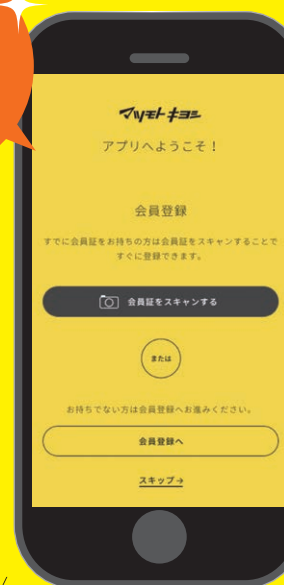 マツモトキヨシ
アプリへようこそ！
会員登録
すでに会員証をお持ちの方は会員証をスキャンすることで
すぐに登録できます。
会員証をスキャンする
または
お持ちでない方は会員登録へお進みください。
会員登録へ
スキップ→